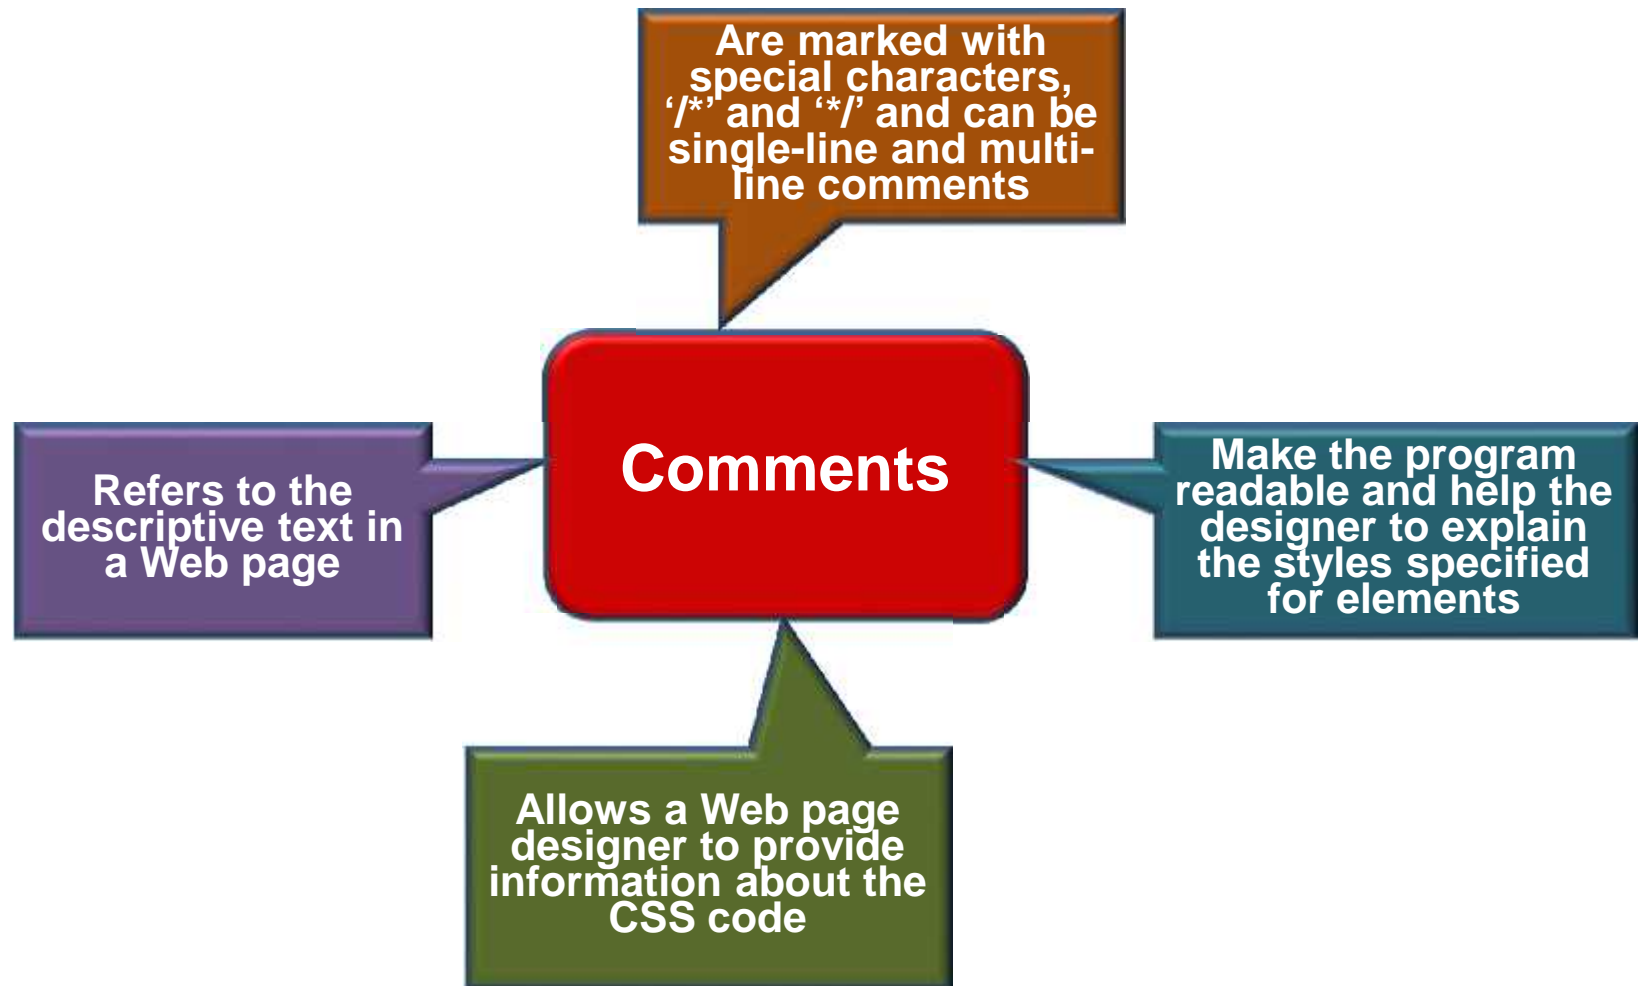 Are marked with
special characters,
‘/*’ and ‘*/’ and can be
single-line and multi-
line comments
Comments
Refers to the
descriptive text in
a Web page
Make the program
readable and help the
designer to explain
the styles specified
for elements
Allows a Web page
designer to provide
information about the
CSS code